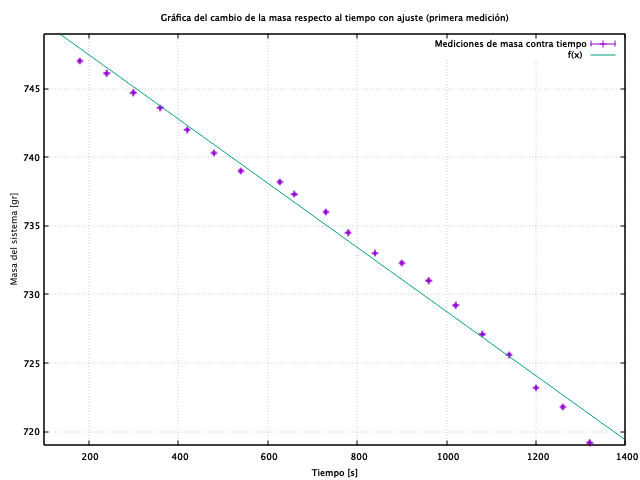 Gráfica del cambio de la masa respecto al tiempo con ajuste (primera medición)
Mediciones de masa contra tiempo
f(x)
745
740
735
730
725
720
Masa del sistema [gr]
200 400 600 800 1000 1200 1400
Tiempo [s]